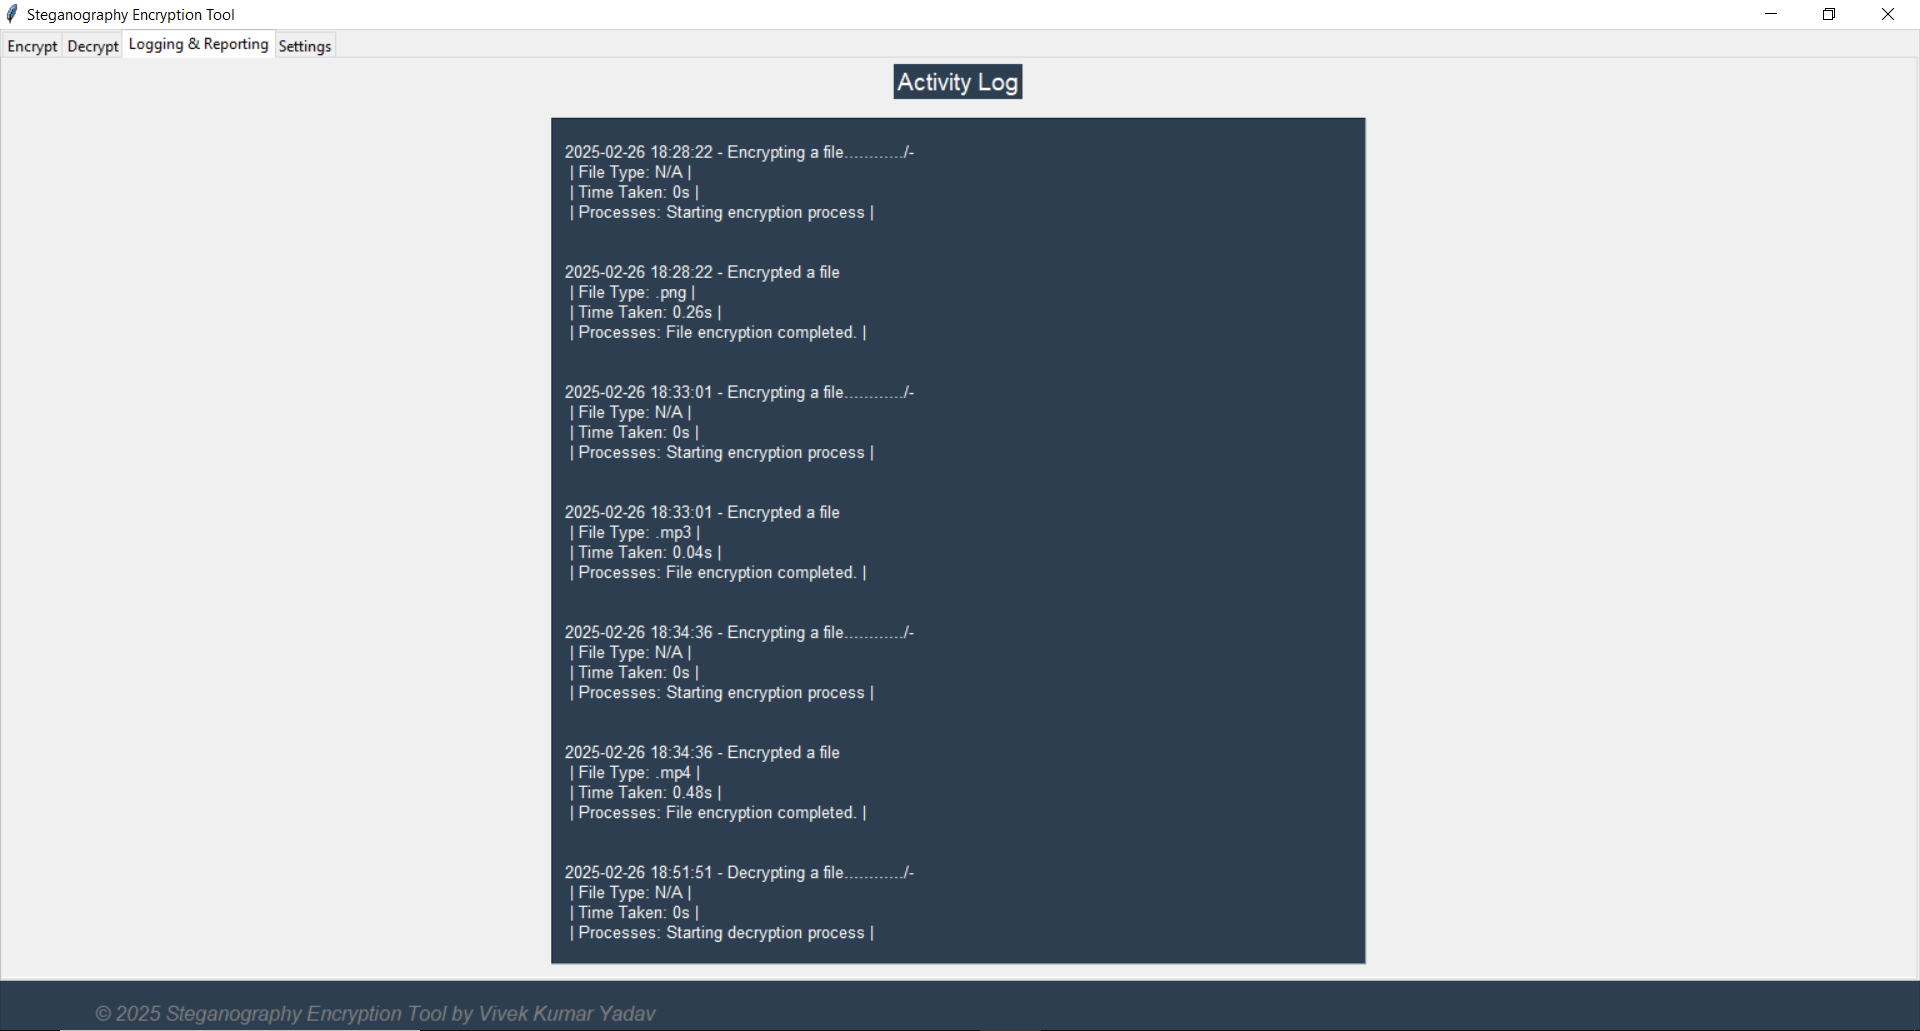 Steganography Encryption Tool
Encrypt Decrypt Logging & Reporting Settings
Activity Log
2025-02-26 18:28:22 - Encrypting a file............/-
| File Type: N/A |
| Time Taken: 0s |
| Processes: Starting encryption process |
2025-02-26 18:28:22 - Encrypted a file
| File Type: .png |
| Time Taken: 0.26s |
| Processes: File encryption completed. |
2025-02-26 18:33:01 - Encrypting a file............/-
| File Type: N/A |
| Time Taken: 0s |
| Processes: Starting encryption process |
2025-02-26 18:33:01 - Encrypted a file
| File Type: .mp3 |
| Time Taken: 0.04s |
| Processes: File encryption completed. |
2025-02-26 18:34:36 - Encrypting a file............/-
| File Type: N/A |
| Time Taken: 0s |
| Processes: Starting encryption process |
2025-02-26 18:34:36 - Encrypted a file
| File Type: .mp4 |
| Time Taken: 0.48s |
| Processes: File encryption completed. |
2025-02-26 18:51:51 - Decrypting a file............/-
| File Type: N/A |
| Time Taken: 0s |
| Processes: Starting decryption process |
© 2025 Steganography Encryption Tool by Vivek Kumar Yadav